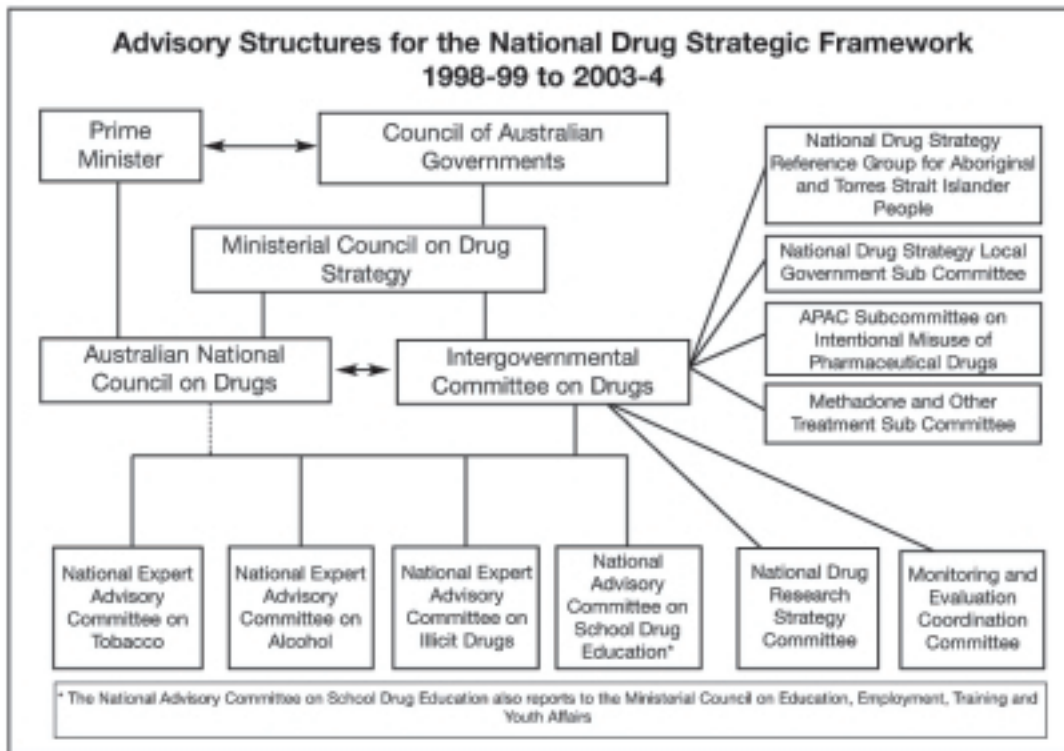 Advisory Structures for the National Drug Strategic Framework
1998-99 to 2003-4
Prime
Minister
Council of Australian
Governments
Ministerial Council on Drug
Strategy
Australian National
Council on Drugs
Intergovernmental
Committee on Drugs
National Drug Strategy
Reference Group for Aboriginal
and Torres Strait Islander
People
National Drug Strategy Local
Government Sub Committee
APAC Subcommittee on
Intentional Misuse of
Pharmaceutical Drugs
Methadone and Other
Treatment Sub Committee
National Expert
Advisory
Committee on
Tobacco
National Expert
Advisory
Committee on
Alcohol
National Expert
Advisory
Committee on
Illicit Drugs
National
Advisory
Committee on
School Drug
Education*
National Drug
Research
Strategy
Committee
Monitoring and
Evaluation
Coordination
Committee
* The National Advisory Committee on School Drug Education also reports to the Ministerial Council on Education, Employment, Training and
Youth Affairs